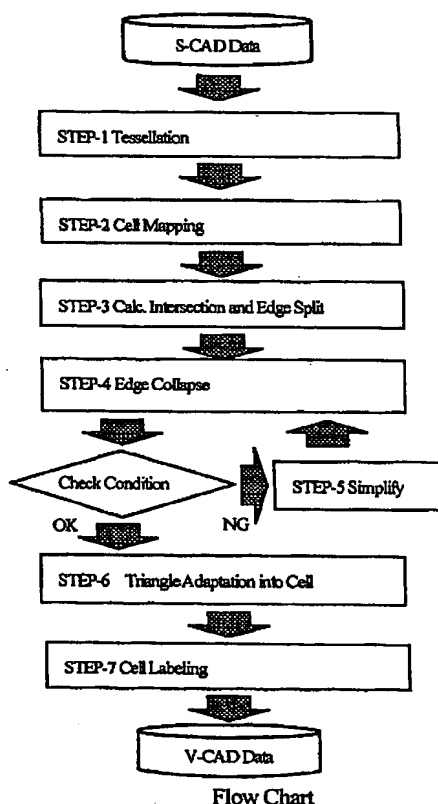 S-CAD Data
STEP-1 Tessellation
STEP-2 Cell Mapping
STEP-3 Calc. Intersection and Edge Split
STEP-4 Edge Collapse
Check Condition
STEP-5 Simplify
OK
NG
STEP-6 Triangle Adaptation into Cell
STEP-7 Cell Labeling
V-CAD Data
Flow Chart